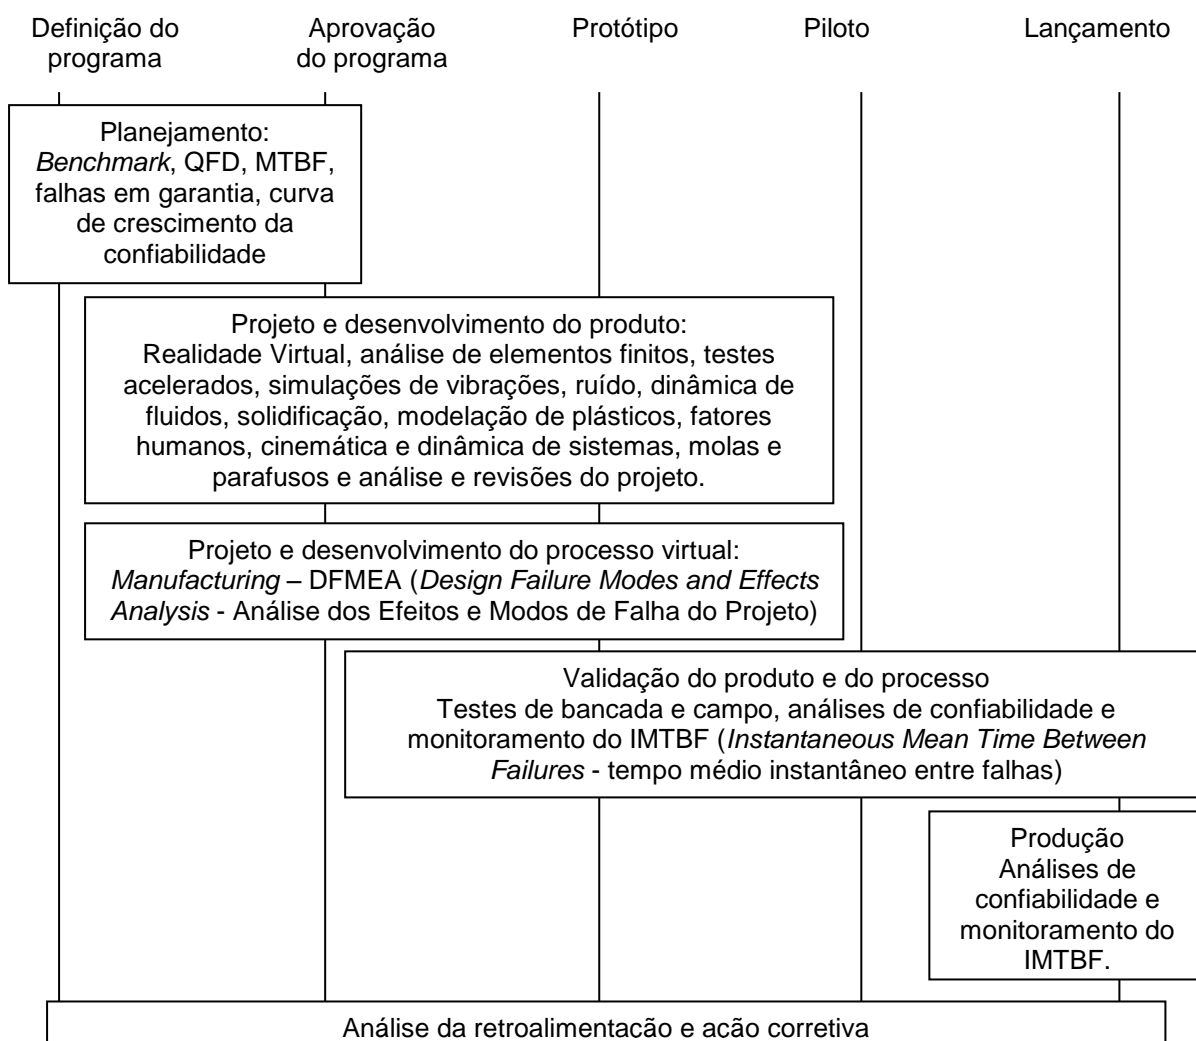 Definição do programa
Aprovação do programa
Protótipo
Piloto
Lançamento
Planejamento:
Benchmark, QFD, MTBF,
falhas em garantia, curva
de crescimento da
confiabilidade
Projeto e desenvolvimento do produto:
Realidade Virtual, análise de elementos finitos, testes
acelerados, simulações de vibrações, ruído, dinâmica de
fluidos, solidificação, modelação de plásticos, fatores
humanos, cinemática e dinâmica de sistemas, molas e
parafusos e análise e revisões do projeto.
Projeto e desenvolvimento do processo virtual:
Manufacturing – DFMEA (Design Failure Modes and Effects
Analysis - Análise dos Efeitos e Modos de Falha do Projeto)
Validação do produto e do processo
Testes de bancada e campo, análises de confiabilidade e
monitoramento do IMTBF (Instantaneous Mean Time Between
Failures - tempo médio instantâneo entre falhas)
Produção
Análises de
confiabilidade e
monitoramento do
IMTBF.
Análise da retroalimentação e ação corretiva